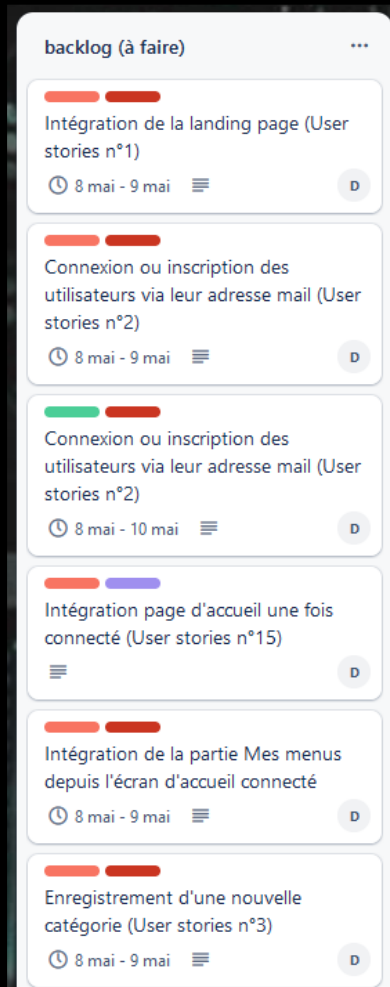 backlog (à faire)
Intégration de la landing page (User
stories n°1)
8 mai - 9 mai
D
Connexion ou inscription des
utilisateurs via leur adresse mail (User
stories n°2)
8 mai - 9 mai
D
Connexion ou inscription des
utilisateurs via leur adresse mail (User
stories n°2)
8 mai - 10 mai
D
Intégration page d'accueil une fois
connecté (User stories n°15)
D
Intégration de la partie Mes menus
depuis l'écran d'accueil connecté
8 mai - 9 mai
D
Enregistrement d'une nouvelle
catégorie (User stories n°3)
8 mai - 9 mai
D